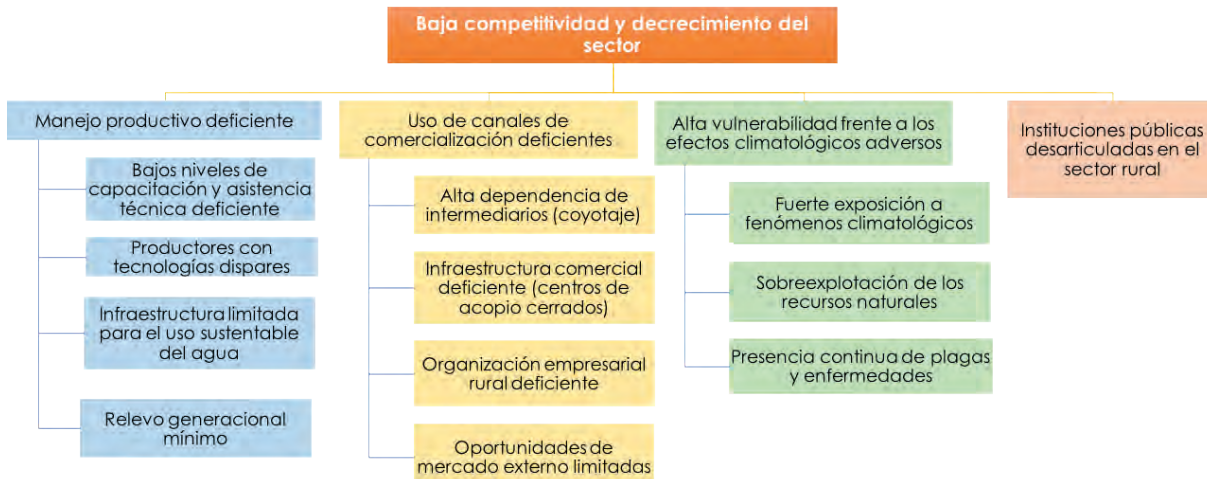 Baja competitividad y decrecimiento del
sector
Manejo productivo deficiente
Bajos niveles de
capacitación y asistencia
técnica deficiente
Productores con
tecnologías dispares
Infraestructura limitada
para el uso sustentable
del agua
Relevo generacional
mínimo
Uso de canales de
comercialización deficientes
Alta dependencia de
intermediarios (coyotaje)
Infraestructura comercial
deficiente (centros de
acopio cerrados)
Organización empresarial
rural deficiente
Oportunidades de
mercado externo limitadas
Alta vulnerabilidad frente a los
efectos climatológicos adversos
Fuerte exposición a
fenómenos climatológicos
Sobreexplotación de los
recursos naturales
Presencia continua de plagas
y enfermedades
Instituciones públicas
desarticuladas en el
sector rural